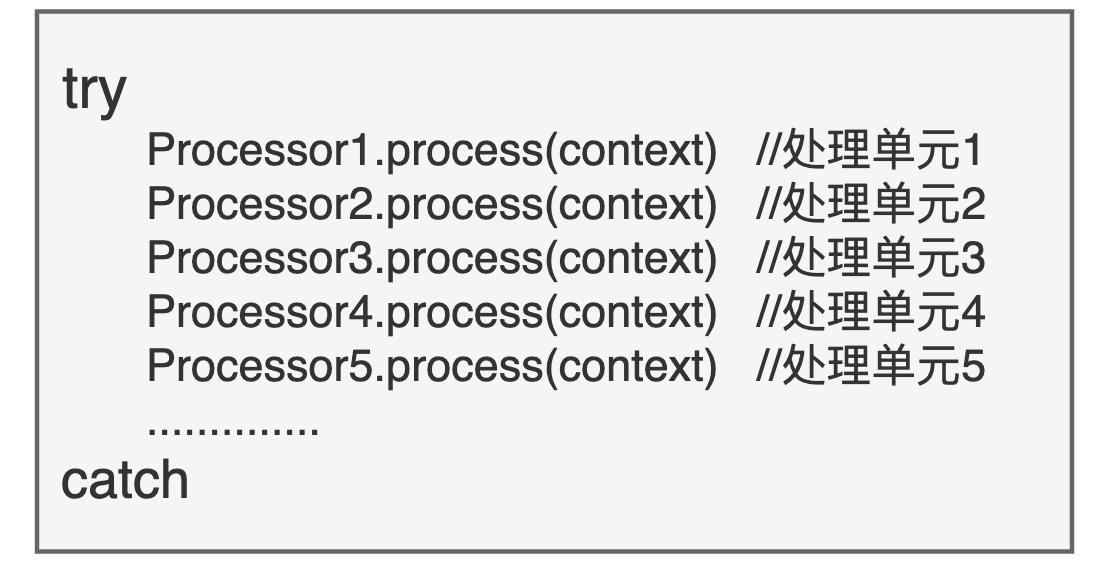 try
Processor1.process(context) //处理单元1
Processor2.process(context) //处理单元2
Processor3.process(context) //处理单元3
Processor4.process(context) //处理单元4
Processor5.process(context) //处理单元5
..............
catch